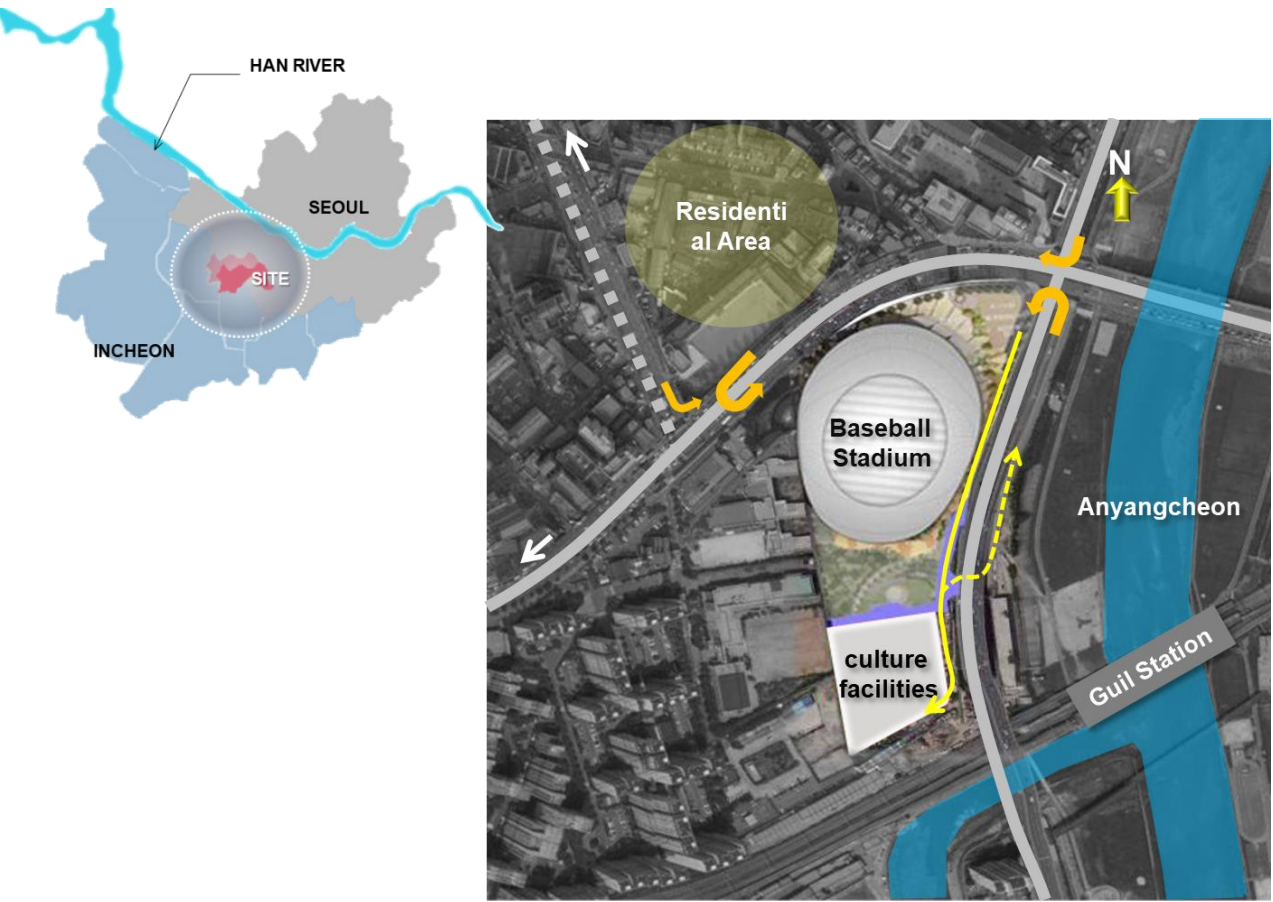 HAN RIVER
SEOUL
SITE
INCHEON
N
Residenti
al Area
Baseball
Stadium
Anyangcheon
culture
facilities
Guil Station